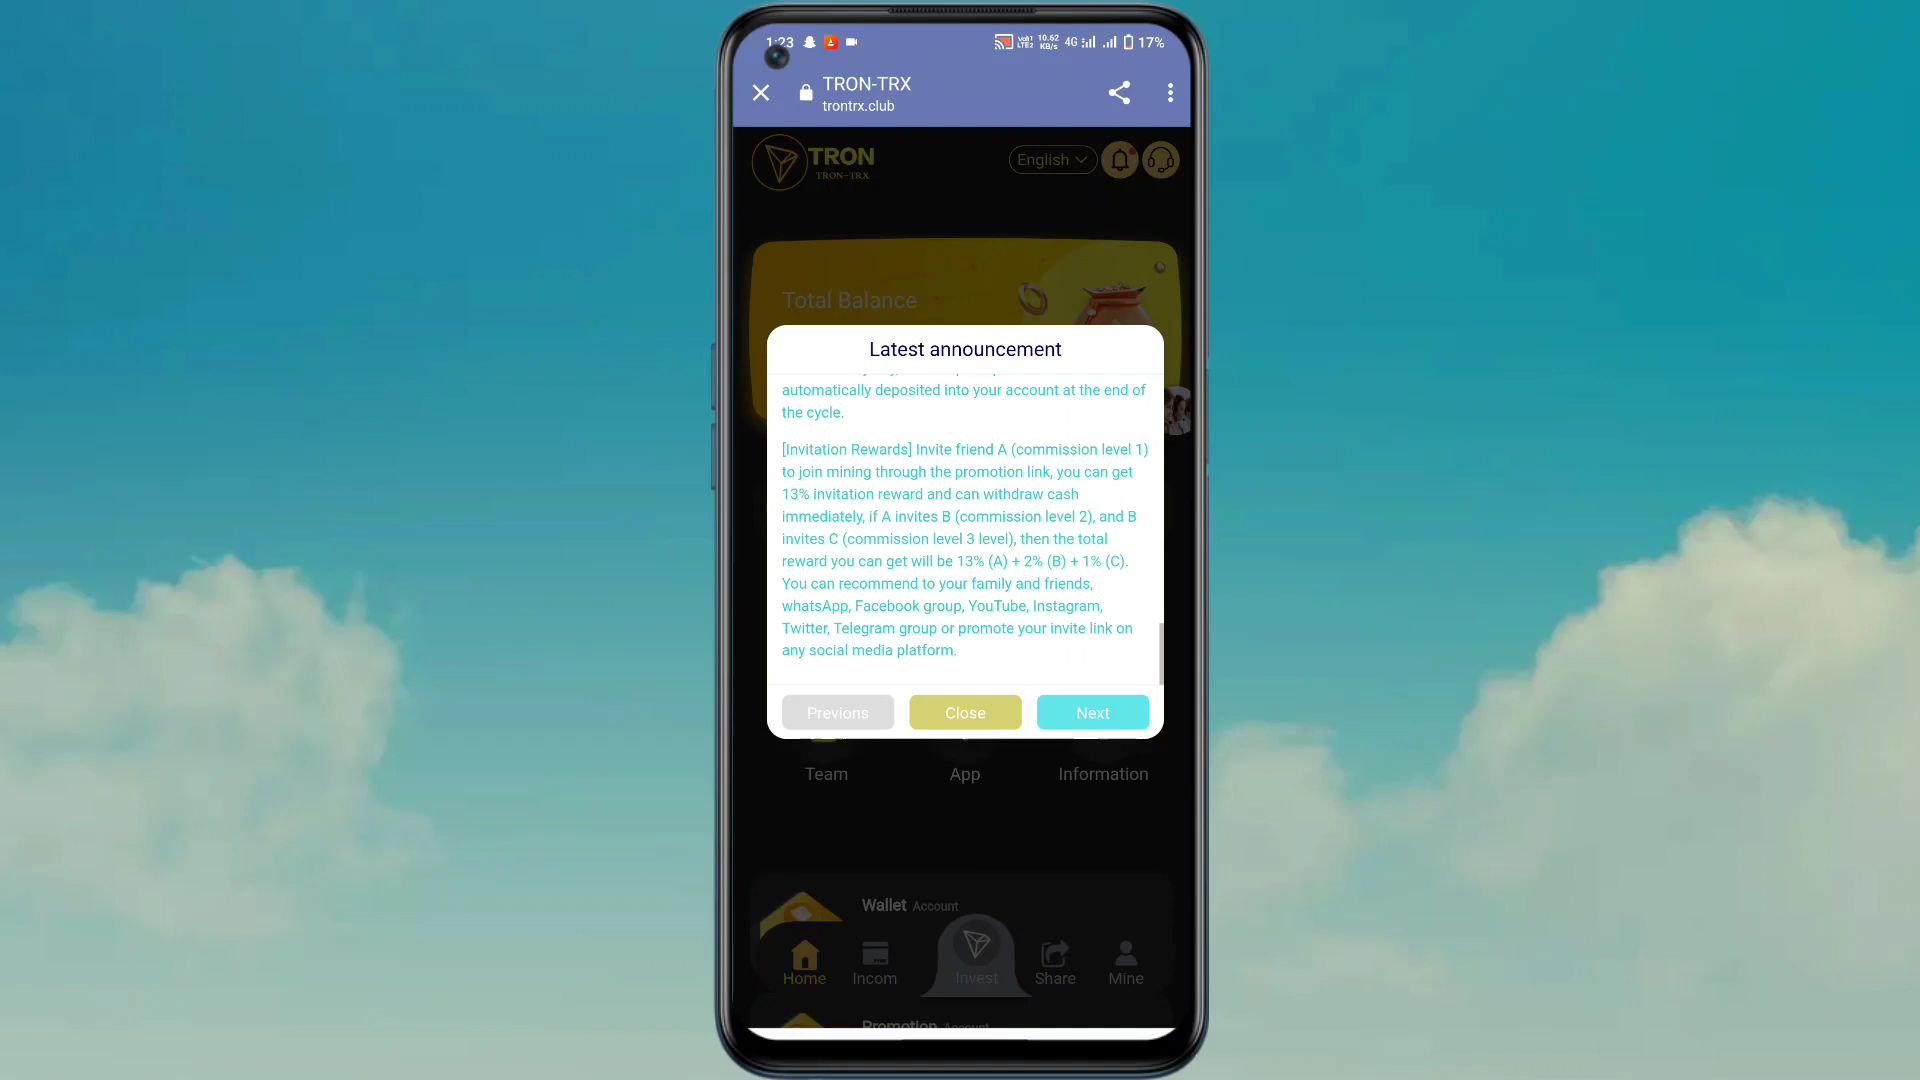 1:23
Vo)) 1 LTE2 10.62 KB/s 4G 17%
TRON-TRX
trontrx.club
TRON
TRON-TRX
English
Total Balance
Latest announcement
automatically deposited into your account at the end of
the cycle.
[Invitation Rewards] Invite friend A (commission level 1)
to join mining through the promotion link, you can get
13% invitation reward and can withdraw cash
immediately, if A invites B (commission level 2), and B
invites C (commission level 3 level), then the total
reward you can get will be 13% (A) + 2% (B) + 1% (C).
You can recommend to your family and friends,
whatsApp, Facebook group, YouTube, Instagram,
Twitter, Telegram group or promote your invite link on
any social media platform.
Previons Close Next
Team App Information
Wallet Account
Home Incom Invest Share Mine
Promotion Account